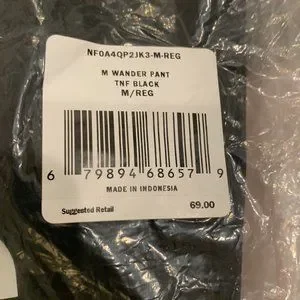 NF0A4QP2JK3-M-REG
M WANDER PANT
TNF BLACK
M/REG
6 79894 68657 9
MADE IN INDONESIA
Suggested Retail 69.00